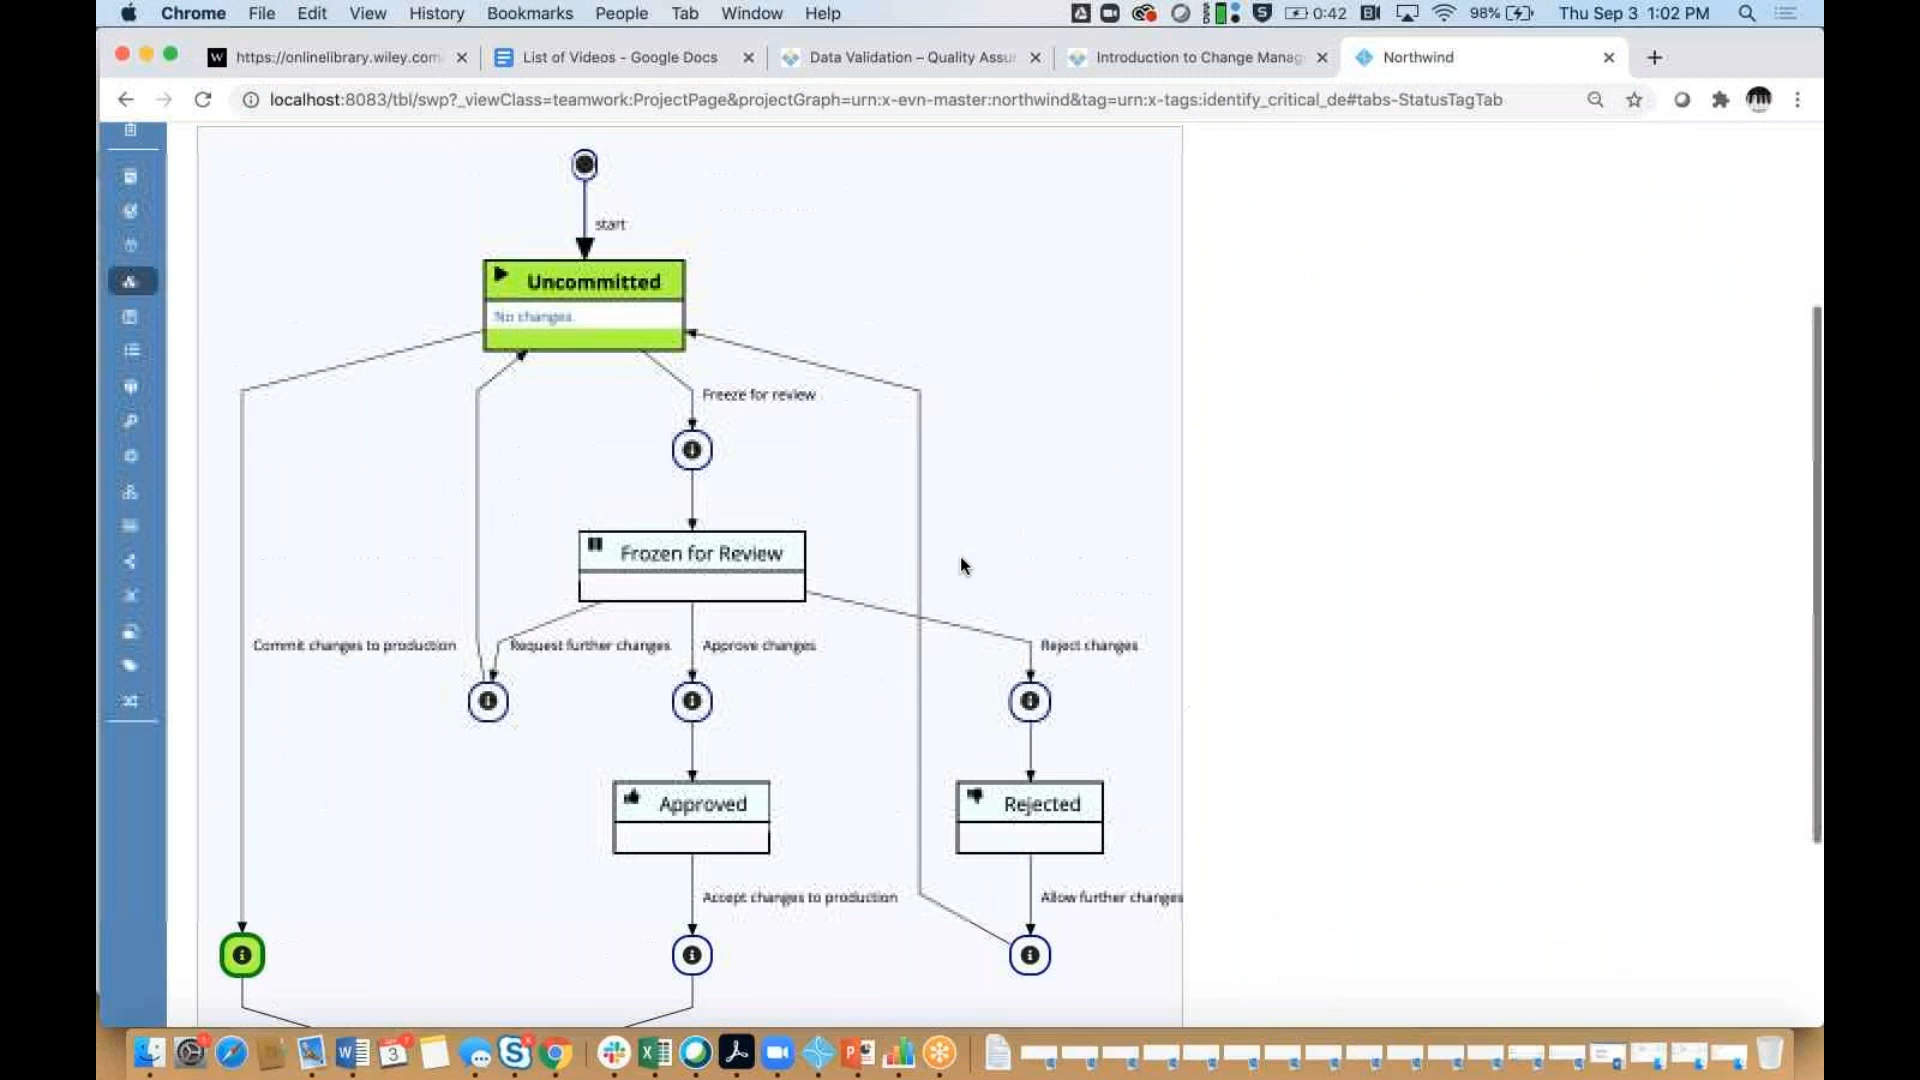 Chrome File Edit View History Bookmarks People Tab Window Help 0:42 98% Thu Sep 3 1:02 PM
https://onlinelibrary.wiley.com List of Videos - Google Docs Data Validation – Quality Assu Introduction to Change Manag Northwind
localhost:8083/tbl/swp?_viewClass=teamwork:ProjectPage&projectGraph=urn:x-evn-master:northwind&tag=urn:x-tags:identify_critical_de#tabs-StatusTagTab
start
Uncommitted
No changes.
Freeze for review
Frozen for Review
Commit changes to production
Request further changes
Approve changes
Reject changes
Approved
Rejected
Accept changes to production
Allow further changes